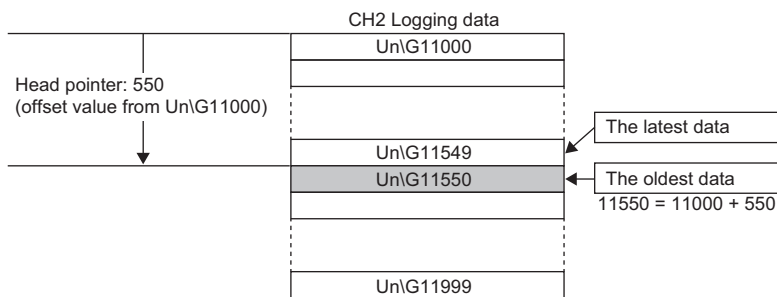 CH2 Logging data
Un\G11000
Head pointer: 550
(offset value from Un\G11000)
The latest data
Un\G11549
Un\G11550
The oldest data
11550 = 11000 + 550
Un\G11999